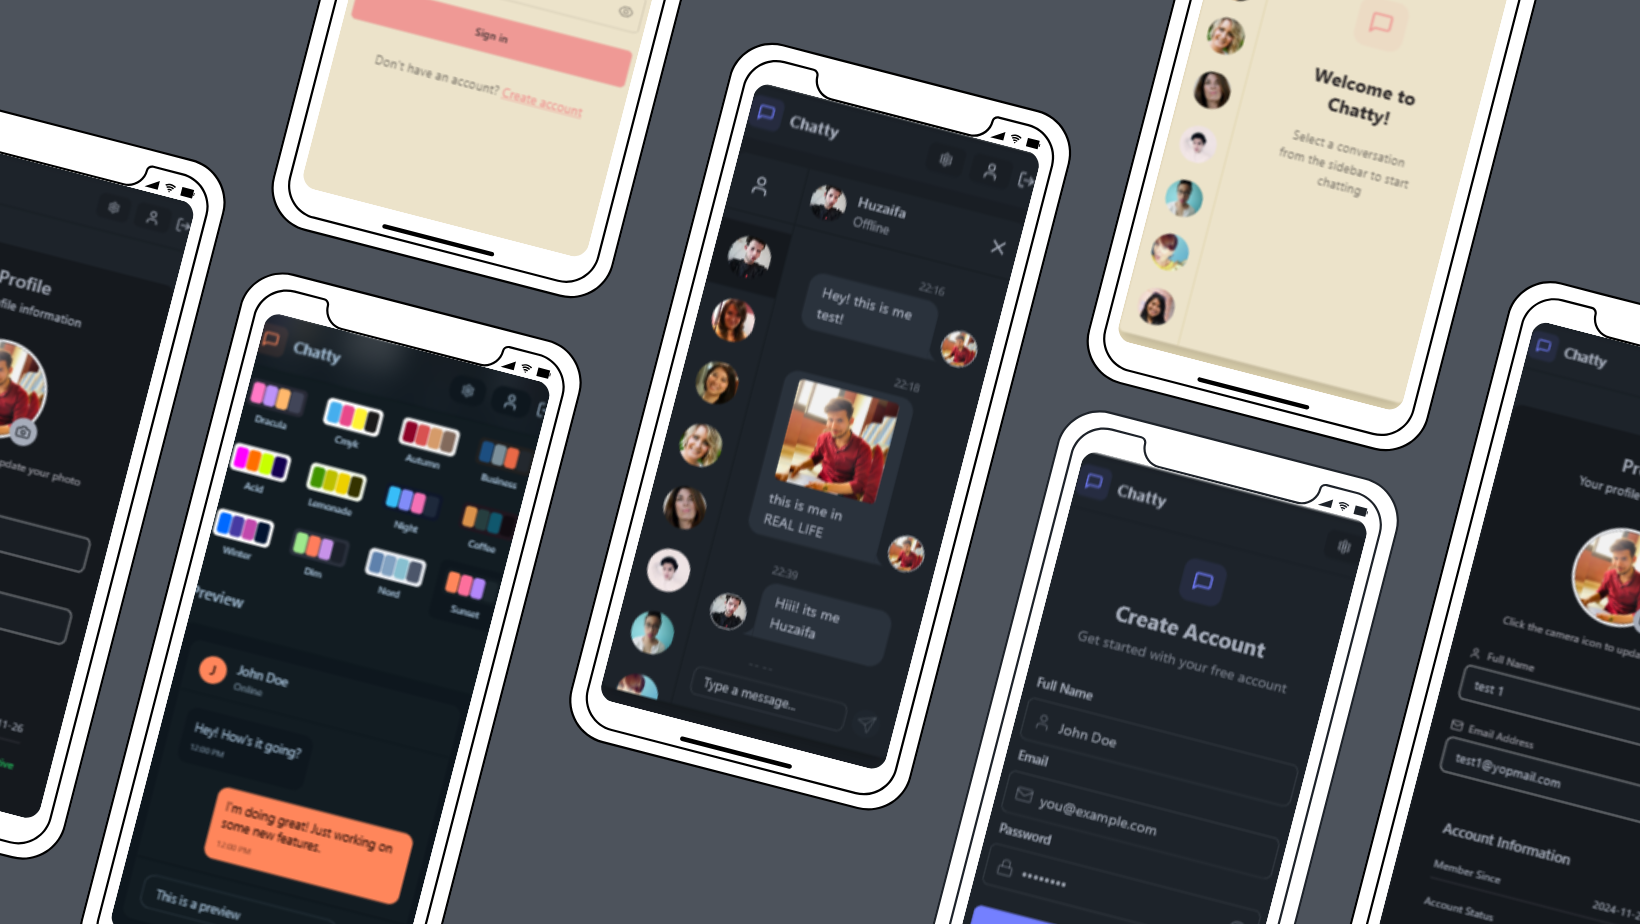 Profile
file information
update your photo
11-26
ive
Sign in
Don't have an account? Create account
Chatty
Dracula
Cmyk
Autumn
Business
Acid
Lemonade
Night
Coffee
Winter
Dim
Nord
Sunset
Preview
J
John Doe
Online
Hey! How's it going?
12:00 PM
I'm doing great! Just working on
some new features.
12:00 PM
This is a preview
Chatty
Huzaifa
Offline
22:16
Hey! this is me
test!
22:18
this is me in
REAL LIFE
22:39
Hiii! its me
Huzaifa
Type a message...
Welcome to
Chatty!
Select a conversation
from the sidebar to start
chatting
Chatty
Create Account
Get started with your free account
Full Name
John Doe
Email
you@example.com
Password
Chatty
Pr
Your profile
Click the camera icon to upda
Full Name
test 1
Email Address
test1@yopmail.com
Account Information
Member Since
2024-11-2
Account Status